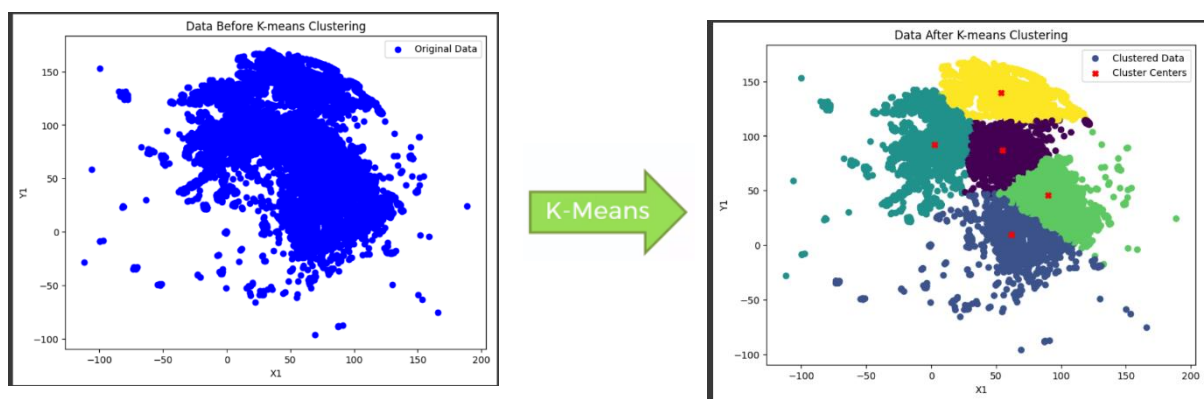 Data Before K-means Clustering
Original Data
150
100
50
0
−50
−100
Y1
−100
−50
0
50
100
150
200
X1
K-Means
Data After K-means Clustering
Clustered Data
Cluster Centers
150
100
50
0
−50
−100
Y1
−100
−50
0
50
100
150
200
X1